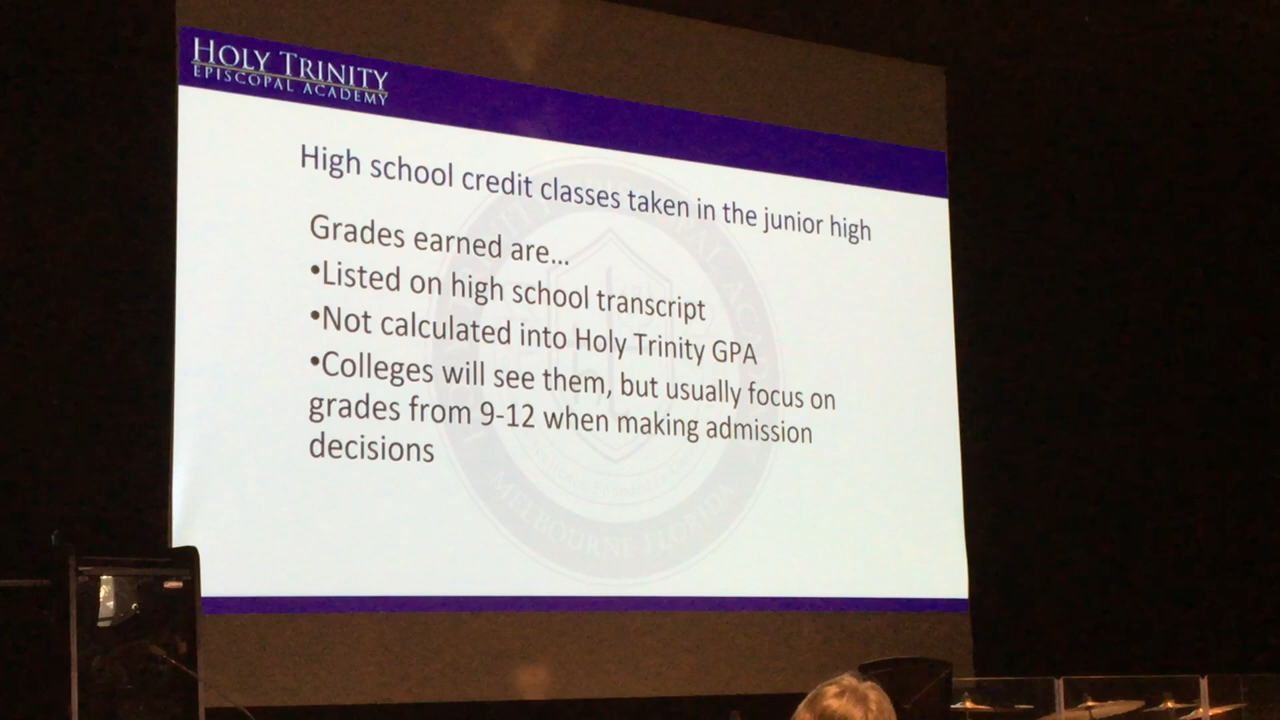 HOLY TRINITY
EPISCOPAL ACADEMY
High school credit classes taken in the junior high
Grades earned are...
•Listed on high school transcript
•Not calculated into Holy Trinity GPA
•Colleges will see them, but usually focus on
grades from 9-12 when making admission
decisions
MELBOURNE FLORIDA